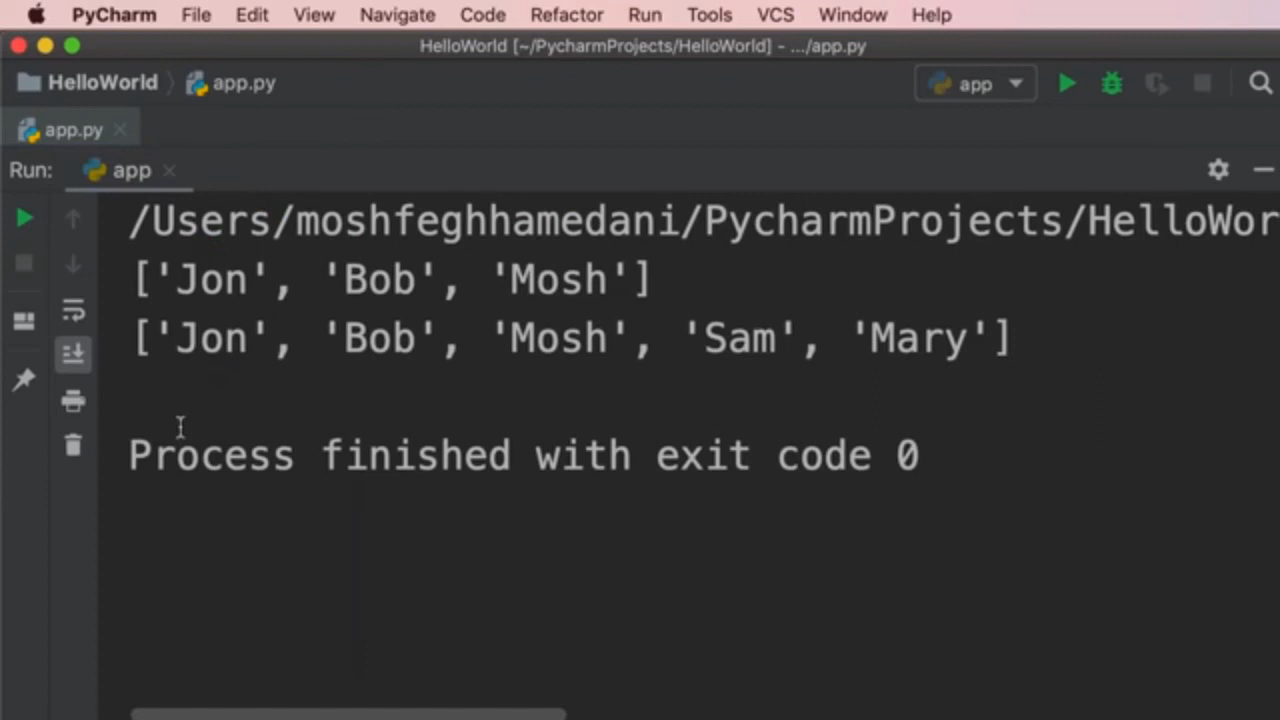 PyCharm File Edit View Navigate Code Refactor Run Tools VCS Window Help
HelloWorld [~/PycharmProjects/HelloWorld] - .../app.py
HelloWorld app.py app
app.py
Run: app
/Users/moshfeghhamedani/PycharmProjects/HelloWor
['Jon', 'Bob', 'Mosh']
['Jon', 'Bob', 'Mosh', 'Sam', 'Mary']
Process finished with exit code 0